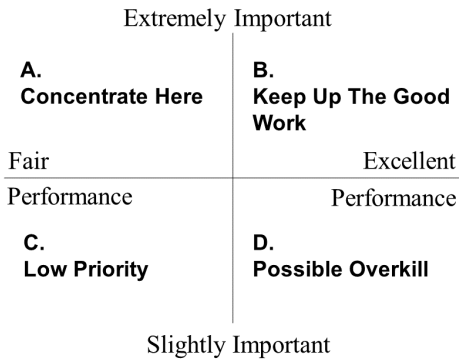 Extremely Important
A.
Concentrate Here
B.
Keep Up The Good
Work
Fair
Performance
Excellent
Performance
C.
Low Priority
D.
Possible Overkill
Slightly Important